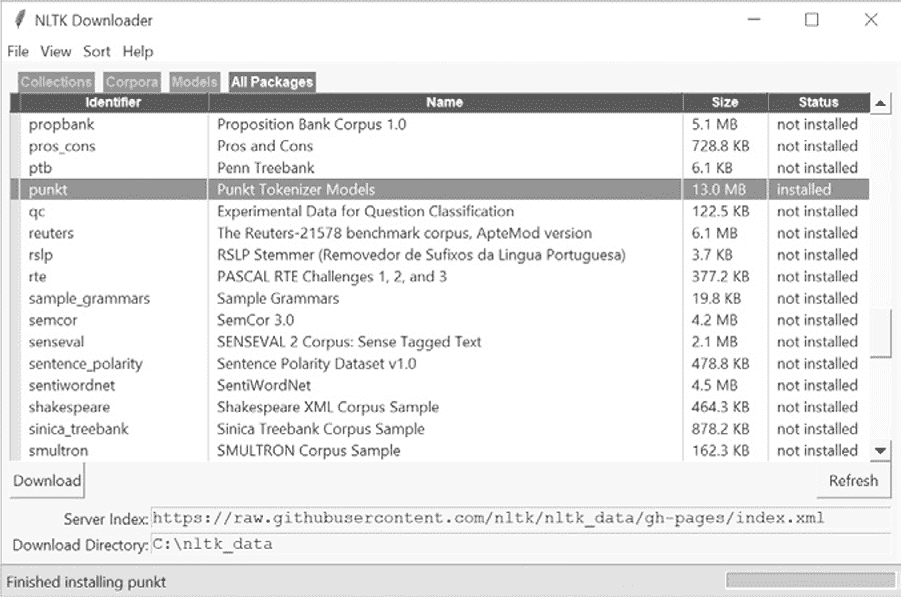 NLTK Downloader
File View Sort Help
Collections Corpora Models All Packages
Identifier Name Size Status
propbank Proposition Bank Corpus 1.0 5.1 MB not installed
pros_cons Pros and Cons 728.8 KB not installed
ptb Penn Treebank 6.1 KB not installed
punkt Punkt Tokenizer Models 13.0 MB installed
qc Experimental Data for Question Classification 122.5 KB not installed
reuters The Reuters-21578 benchmark corpus, ApteMod version 6.1 MB not installed
rslp RSLP Stemmer (Removedor de Sufixos da Lingua Portuguesa) 3.7 KB not installed
rte PASCAL RTE Challenges 1, 2, and 3 377.2 KB not installed
sample_grammars Sample Grammars 19.8 KB not installed
semcor SemCor 3.0 4.2 MB not installed
senseval SENSEVAL 2 Corpus: Sense Tagged Text 2.1 MB not installed
sentence_polarity Sentence Polarity Dataset v1.0 478.8 KB not installed
sentiwordnet SentiWordNet 4.5 MB not installed
shakespeare Shakespeare XML Corpus Sample 464.3 KB not installed
sinica_treebank Sinica Treebank Corpus Sample 878.2 KB not installed
smultron SMULTRON Corpus Sample 162.3 KB not installed
Download Refresh
Server Index: https://raw.githubusercontent.com/nltk/nltk_data/gh-pages/index.xml
Download Directory: C:\nltk_data
Finished installing punkt